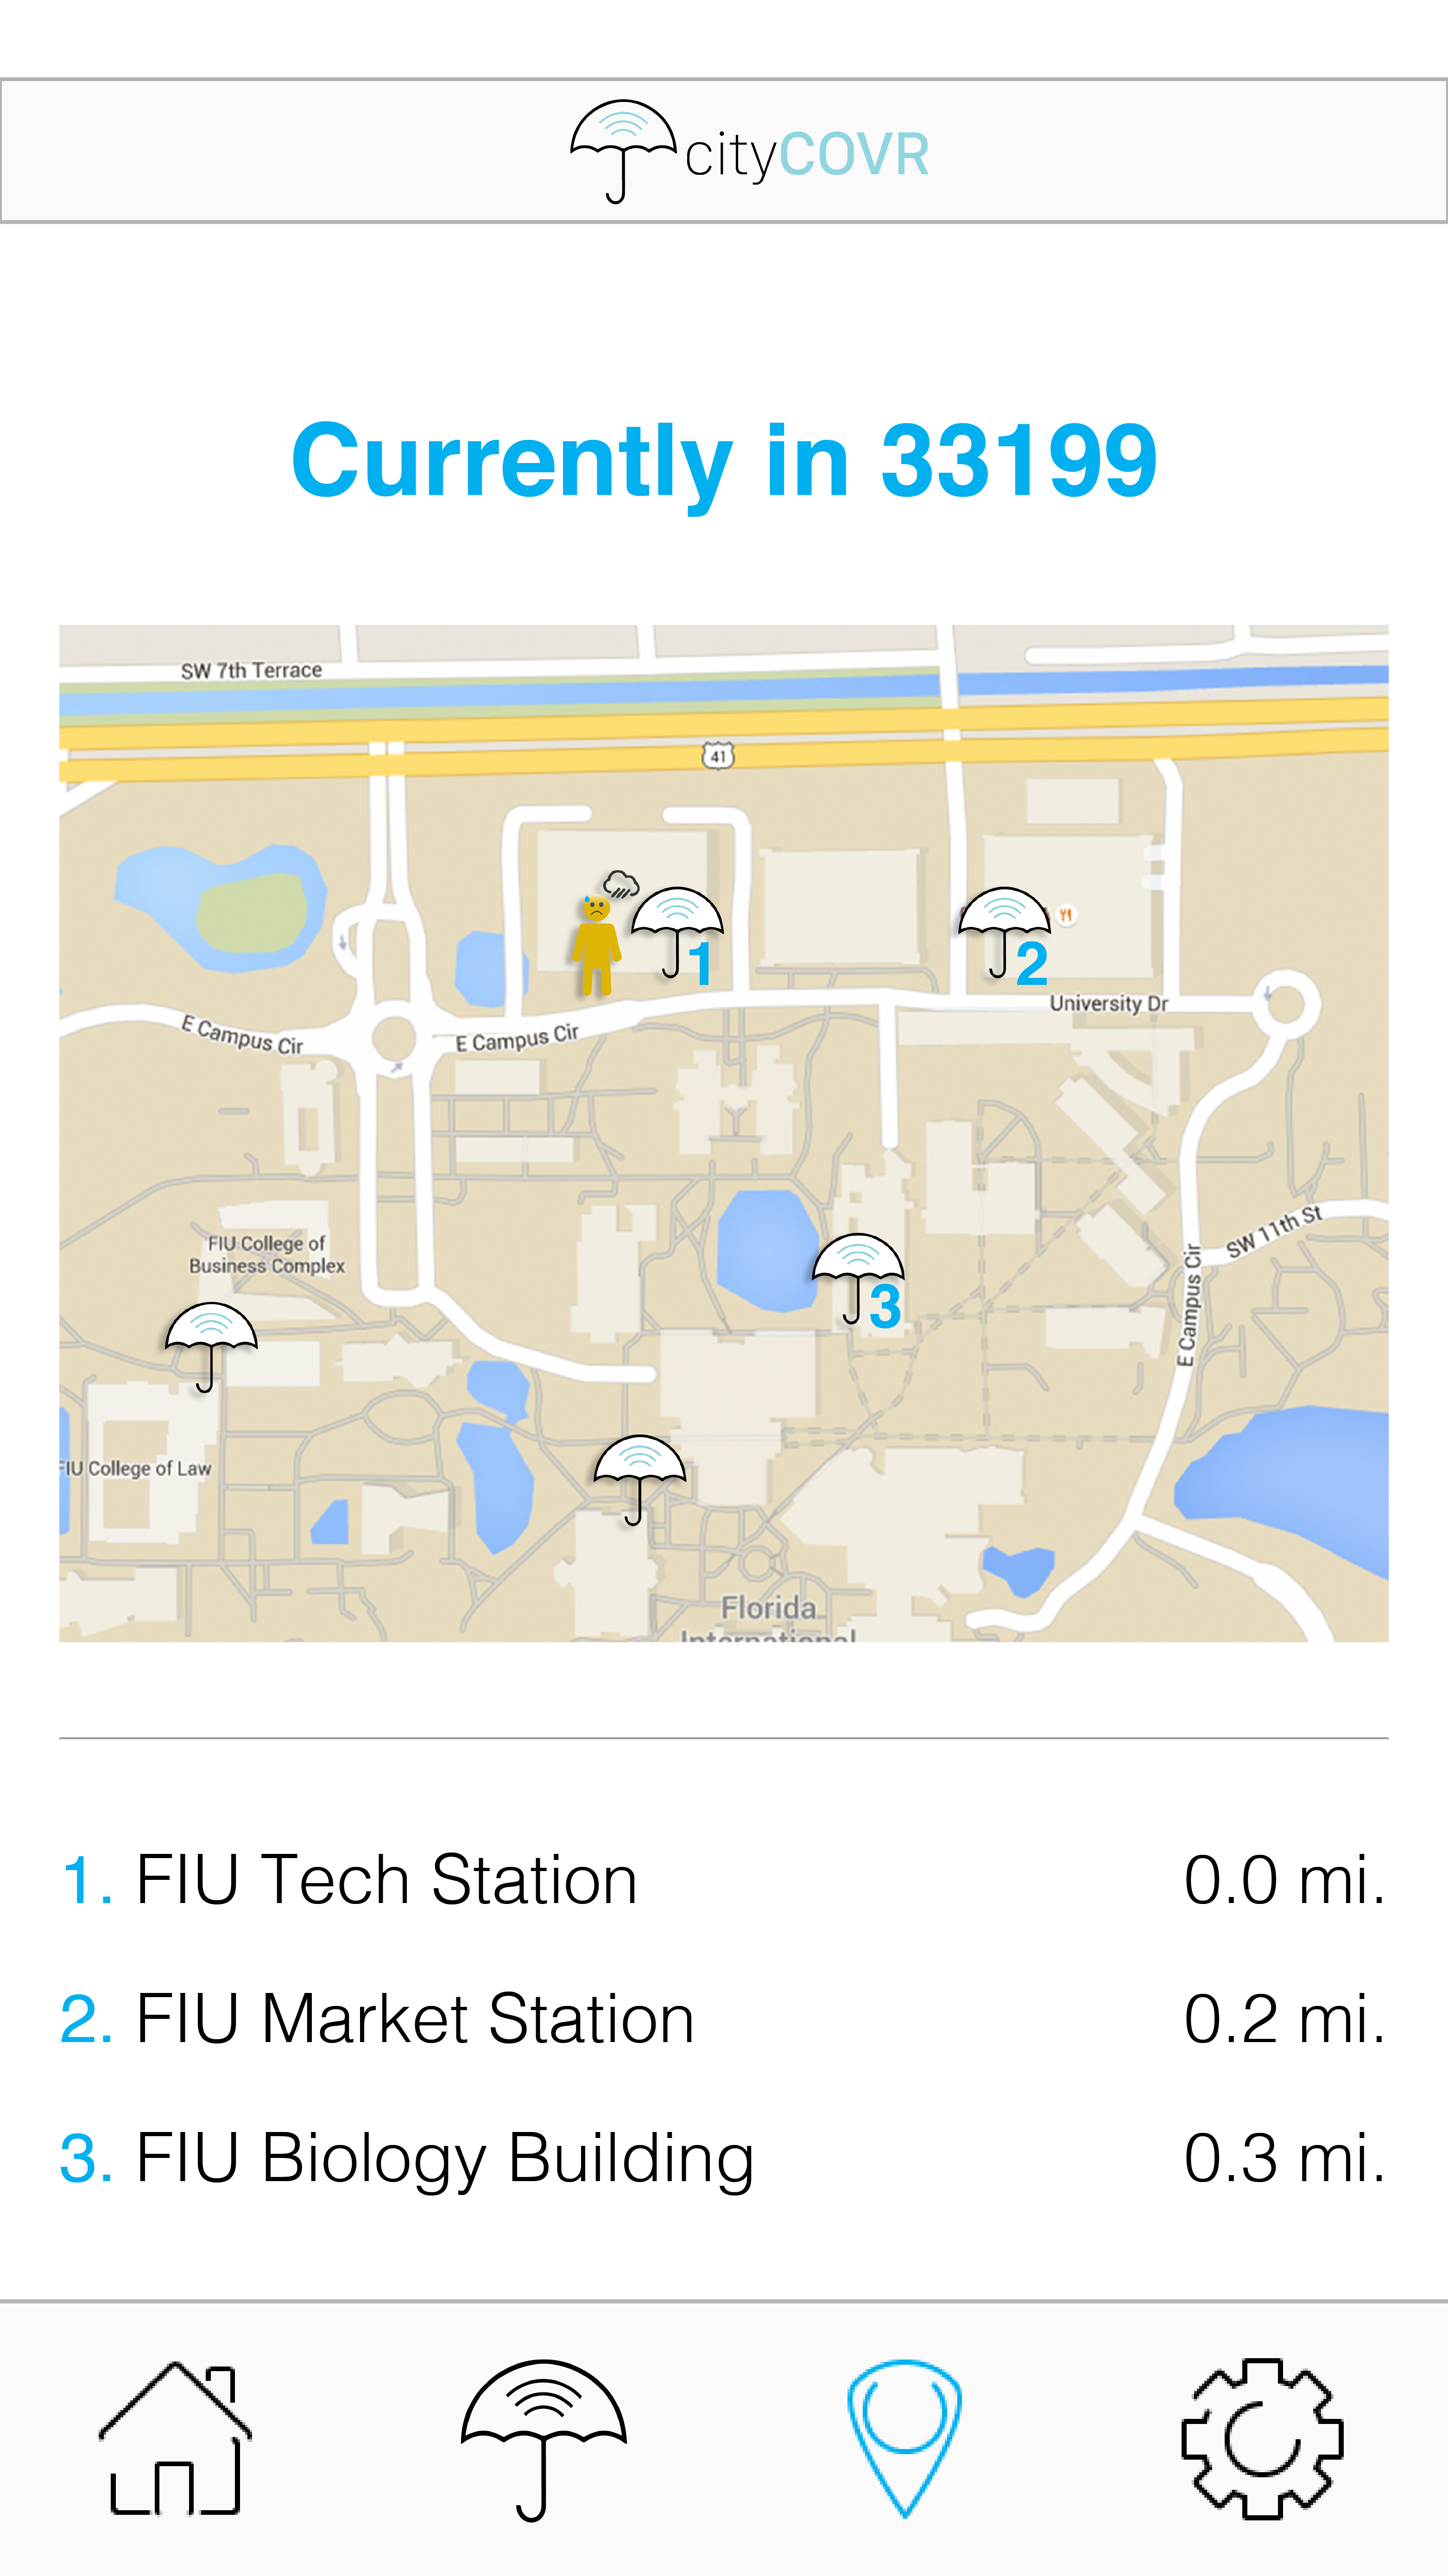 cityCOVR
Currently in 33199
SW 7th Terrace
41
1
2
University Dr
E Campus Cir
E Campus Cir
FIU College of
Business Complex
SW 11th St
E Campus Cir
3
FIU College of Law
Florida
International
1. FIU Tech Station 0.0 mi.
2. FIU Market Station 0.2 mi.
3. FIU Biology Building 0.3 mi.